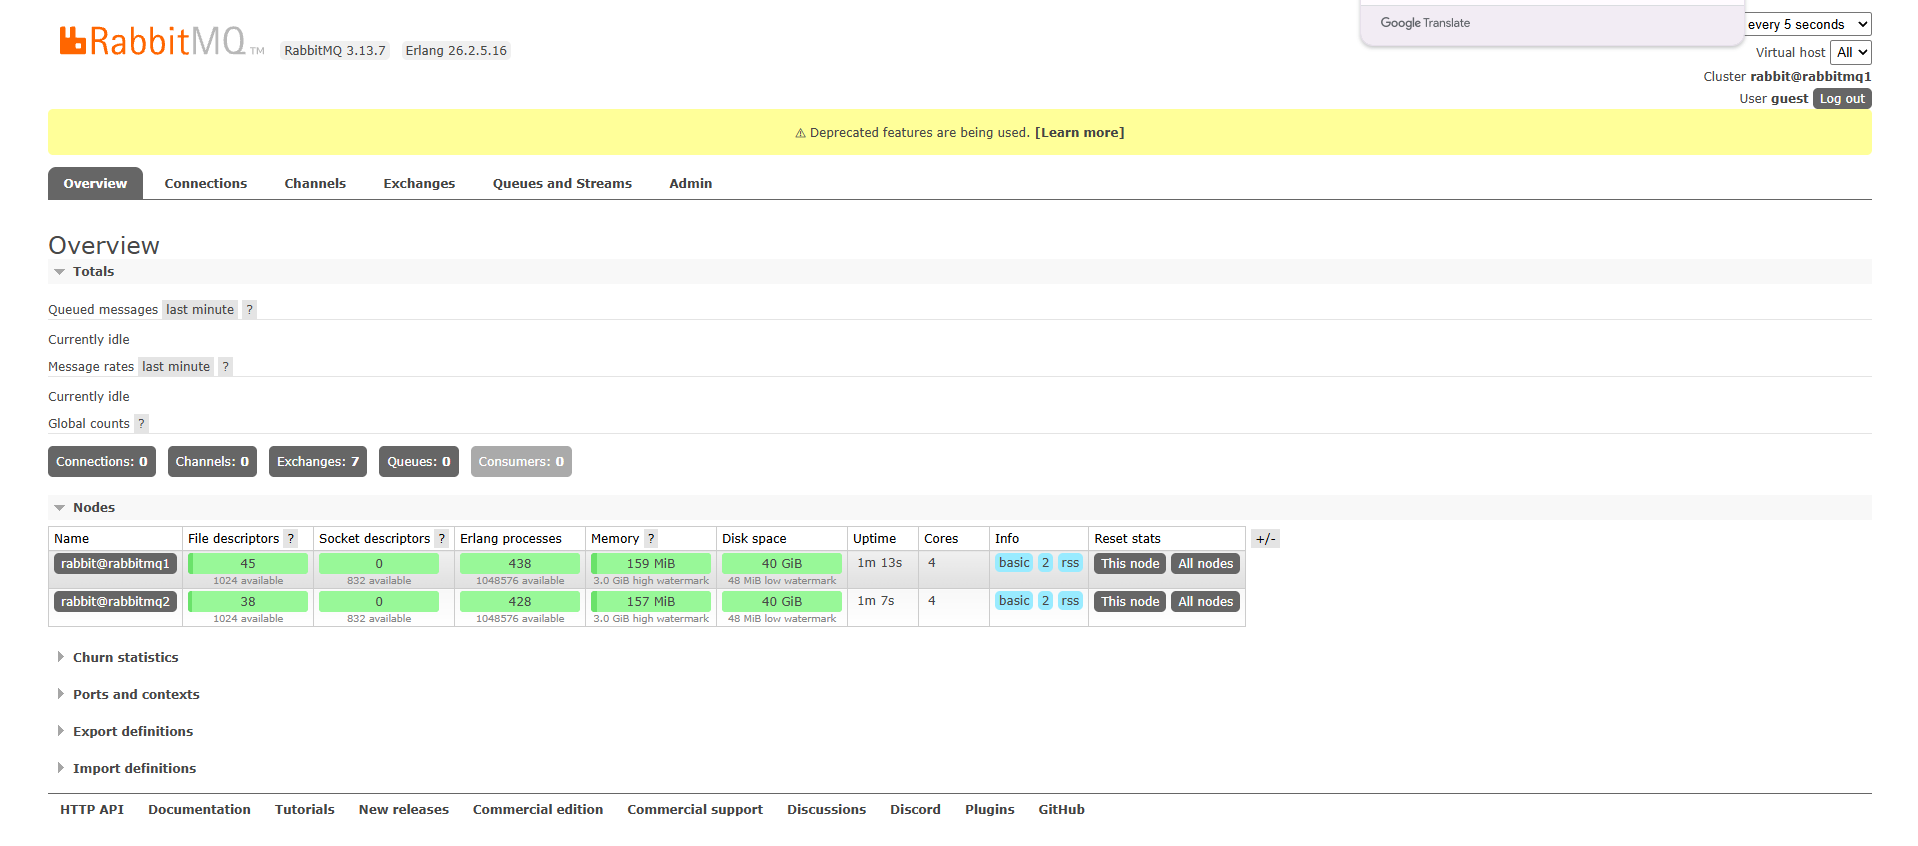 RabbitMQ TM
RabbitMQ 3.13.7 Erlang 26.2.5.16
Google Translate
every 5 seconds
Virtual host All
Cluster rabbit@rabbitmq1
User guest Log out
⚠ Deprecated features are being used. [Learn more]
Overview Connections Channels Exchanges Queues and Streams Admin
Overview
Totals
Queued messages last minute ?
Currently idle
Message rates last minute ?
Currently idle
Global counts ?
Connections: 0 Channels: 0 Exchanges: 7 Queues: 0 Consumers: 0
Nodes
Name File descriptors ? Socket descriptors ? Erlang processes Memory ? Disk space Uptime Cores Info Reset stats +/-
rabbit@rabbitmq1 45 0 438 159 MiB 40 GiB 1m 13s 4 basic 2 rss This node All nodes
1024 available 832 available 1048576 available 3.0 GiB high watermark 48 MiB low watermark
rabbit@rabbitmq2 38 0 428 157 MiB 40 GiB 1m 7s 4 basic 2 rss This node All nodes
1024 available 832 available 1048576 available 3.0 GiB high watermark 48 MiB low watermark
Churn statistics
Ports and contexts
Export definitions
Import definitions
HTTP API Documentation Tutorials New releases Commercial edition Commercial support Discussions Discord Plugins GitHub